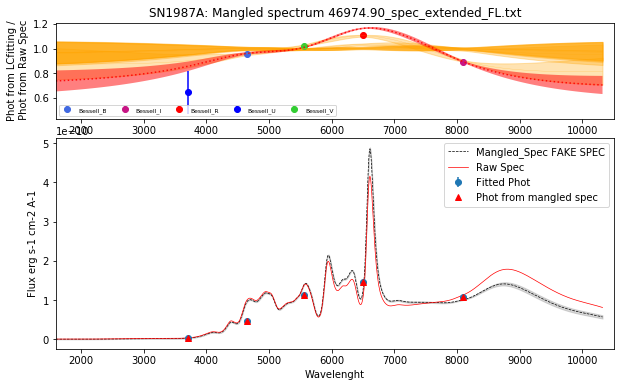 SN1987A: Mangled spectrum 46974.90_spec_extended_FL.txt
Phot from LCfitting /
Phot from Raw Spec
1.2
1.0
0.8
0.6
Bessell_B Bessell_I Bessell_R Bessell_U Bessell_V
2000 3000 4000 5000 6000 7000 8000 9000 10000
1e−10
Flux erg s-1 cm-2 A-1
5
4
3
2
1
0
Mangled_Spec FAKE SPEC
Raw Spec
Fitted Phot
Phot from mangled spec
2000 3000 4000 5000 6000 7000 8000 9000 10000
Wavelenght